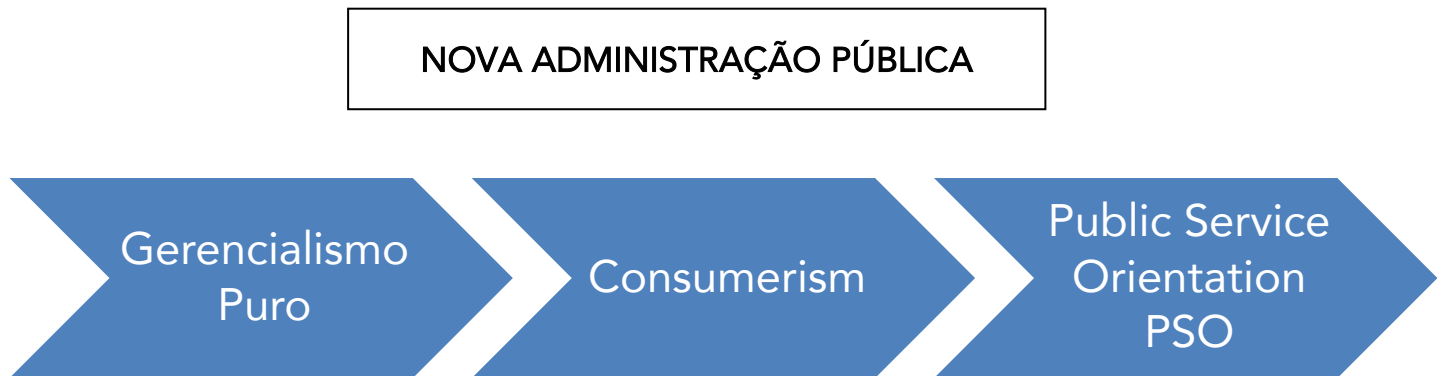 NOVA ADMINISTRAÇÃO PÚBLICA
Gerencialismo
Puro
Consumerism
Public Service
Orientation
PSO